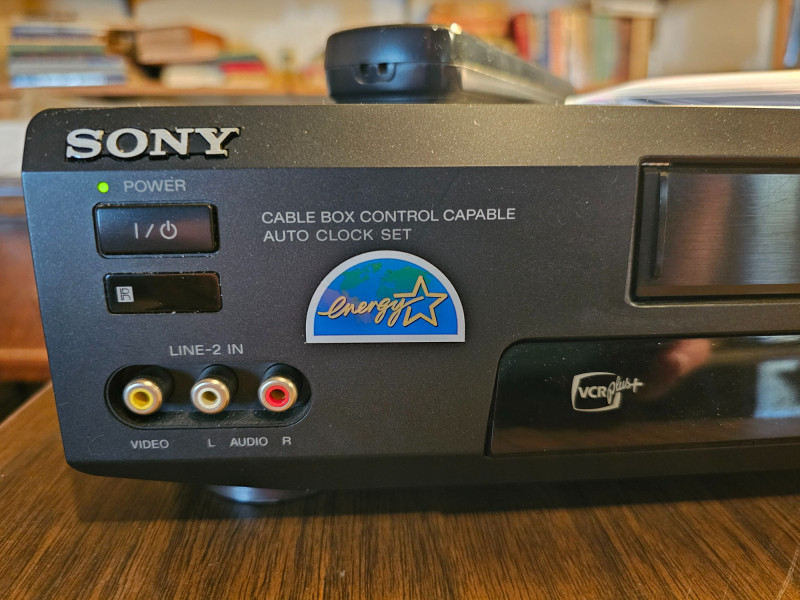 SONY
POWER
I/⏻
CABLE BOX CONTROL CAPABLE
AUTO CLOCK SET
energy
LINE-2 IN
VCR Plus+
VIDEO L AUDIO R